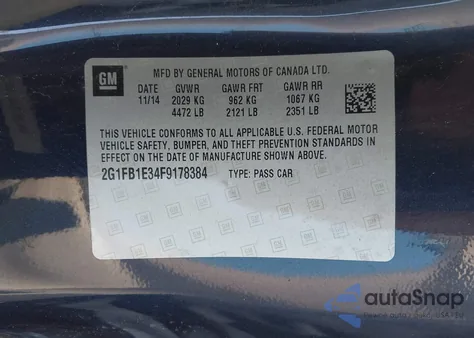 GM
MFD BY GENERAL MOTORS OF CANADA LTD.
DATE GVWR GAWR FRT GAWR RR
11/14 2029 KG 962 KG 1067 KG
4472 LB 2121 LB 2351 LB
THIS VEHICLE CONFORMS TO ALL APPLICABLE U.S. FEDERAL MOTOR
VEHICLE SAFETY, BUMPER, AND THEFT PREVENTION STANDARDS IN
EFFECT ON THE DATE OF MANUFACTURE SHOWN ABOVE.
2G1FB1E34F9178384 TYPE: PASS CAR
autoSnap